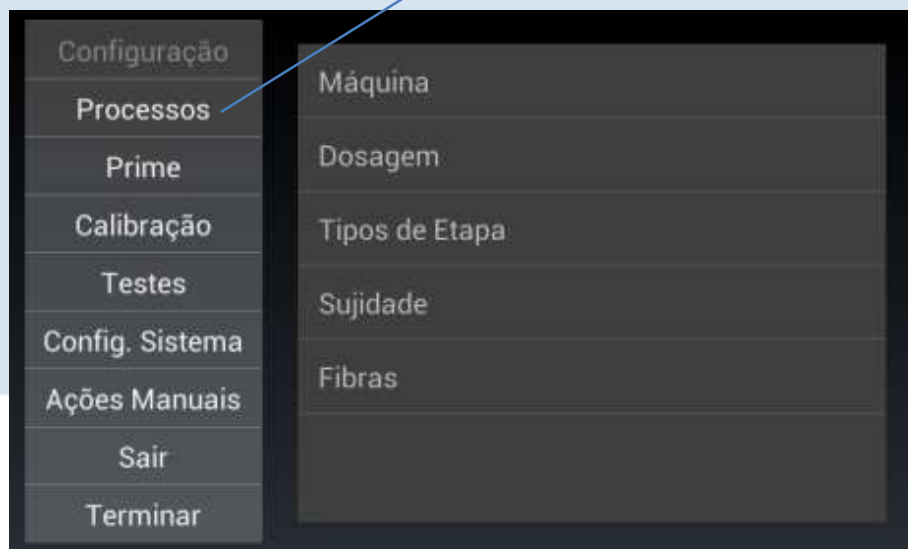 Configuração
Processos
Prime
Calibração
Testes
Config. Sistema
Ações Manuais
Sair
Terminar
Máquina
Dosagem
Tipos de Etapa
Sujidade
Fibras